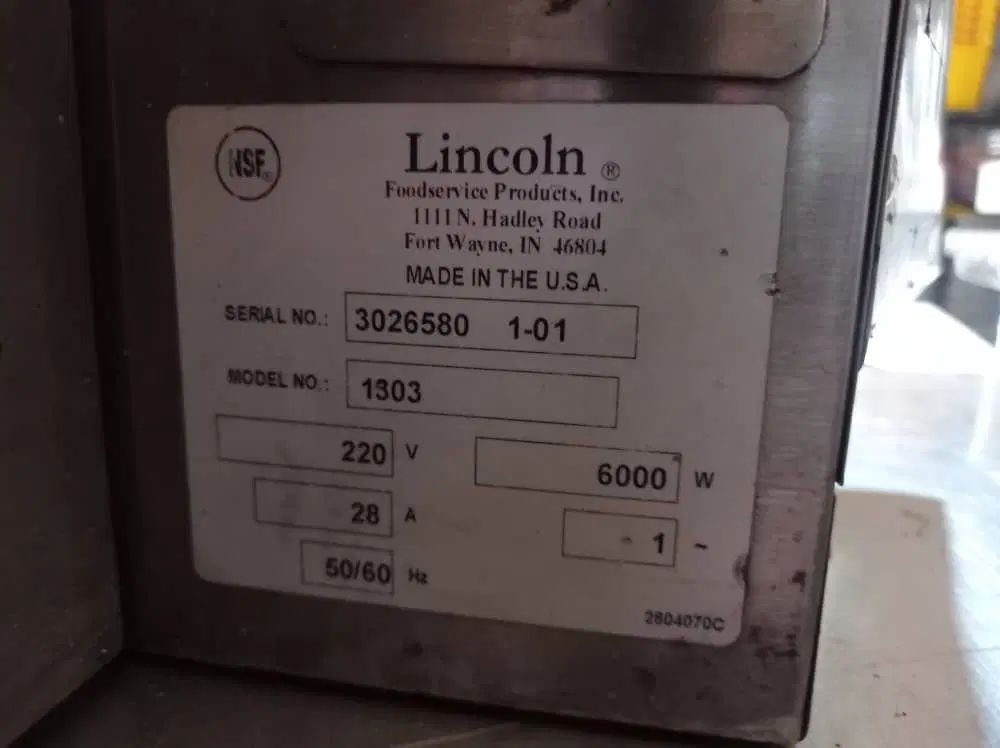 NSF
Lincoln ®
Foodservice Products, Inc.
1111 N. Hadley Road
Fort Wayne, IN 46804
MADE IN THE U.S.A.
SERIAL NO.: 3026580 1-01
MODEL NO.: 1303
220 V 6000 W
28 A 1 ~
50/60 Hz
2804070C